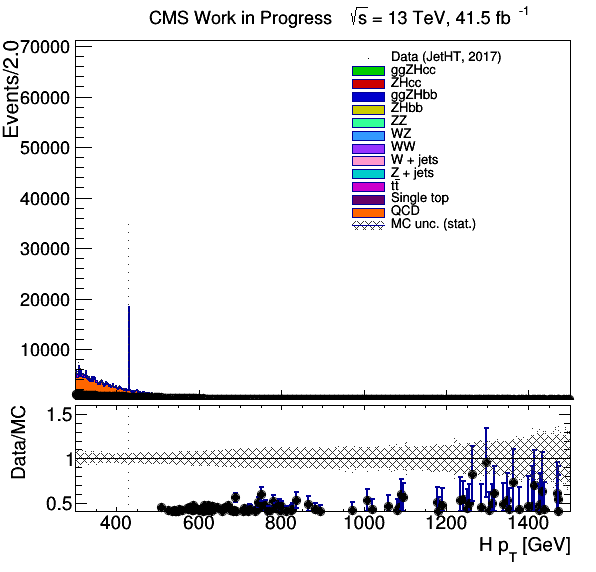 CMS Work in Progress √s = 13 TeV, 41.5 fb⁻¹
Events/2.0
70000
60000
50000
40000
30000
20000
10000
Data (JetHT, 2017)
ggZHcc
ZHcc
ggZHbb
ZHbb
ZZ
WZ
WW
W + jets
Z + jets
tt̄
Single top
QCD
MC unc. (stat.)
Data/MC
1.5
1
0.5
400 600 800 1000 1200 1400
H p_T [GeV]